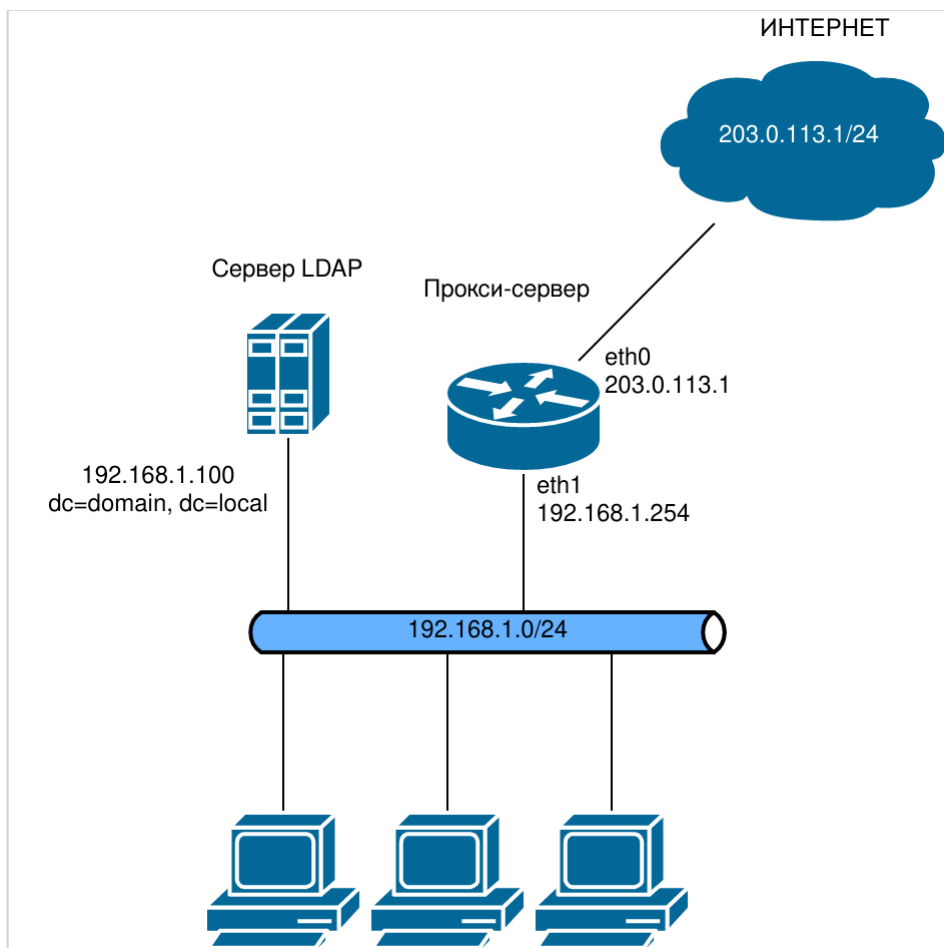 ИНТЕРНЕТ
203.0.113.1/24
Сервер LDAP
Прокси-сервер
eth0
203.0.113.1
192.168.1.100
dc=domain, dc=local
eth1
192.168.1.254
192.168.1.0/24